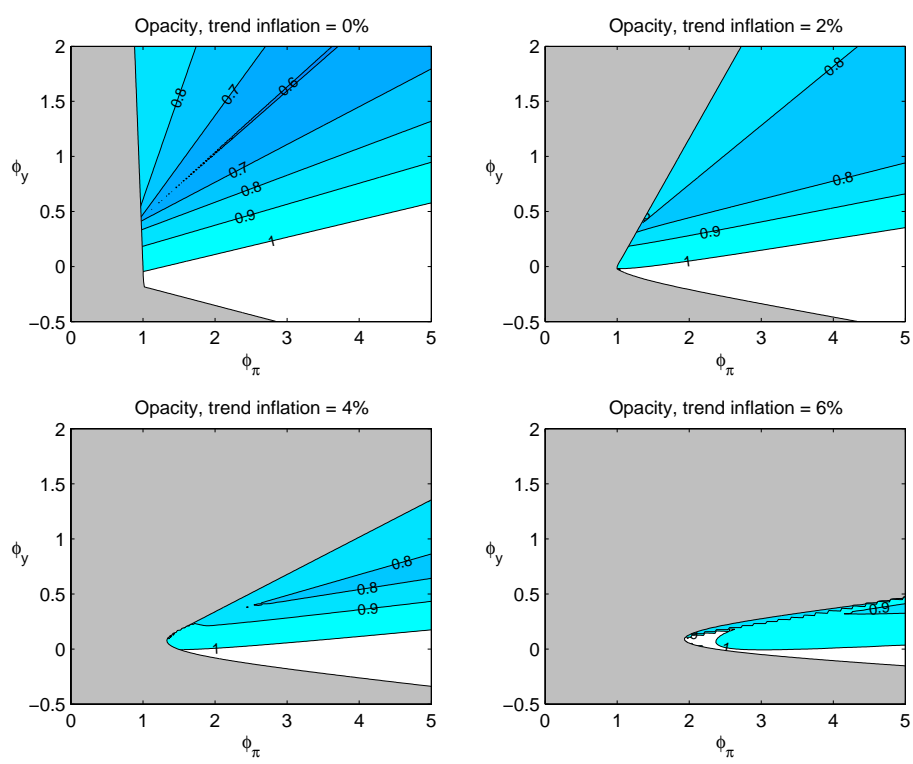 Opacity, trend inflation = 0%
2
1.5
1
0.5
0
−0.5
0 1 2 3 4 5
ϕy
ϕπ
0.8
0.7
0.6
0.7
0.8
0.9
1
Opacity, trend inflation = 2%
2
1.5
1
0.5
0
−0.5
0 1 2 3 4 5
ϕy
ϕπ
0.8
0.8
0.9
1
Opacity, trend inflation = 4%
2
1.5
1
0.5
0
−0.5
0 1 2 3 4 5
ϕy
ϕπ
0.8
0.8
0.9
1
Opacity, trend inflation = 6%
2
1.5
1
0.5
0
−0.5
0 1 2 3 4 5
ϕy
ϕπ
0.9
1